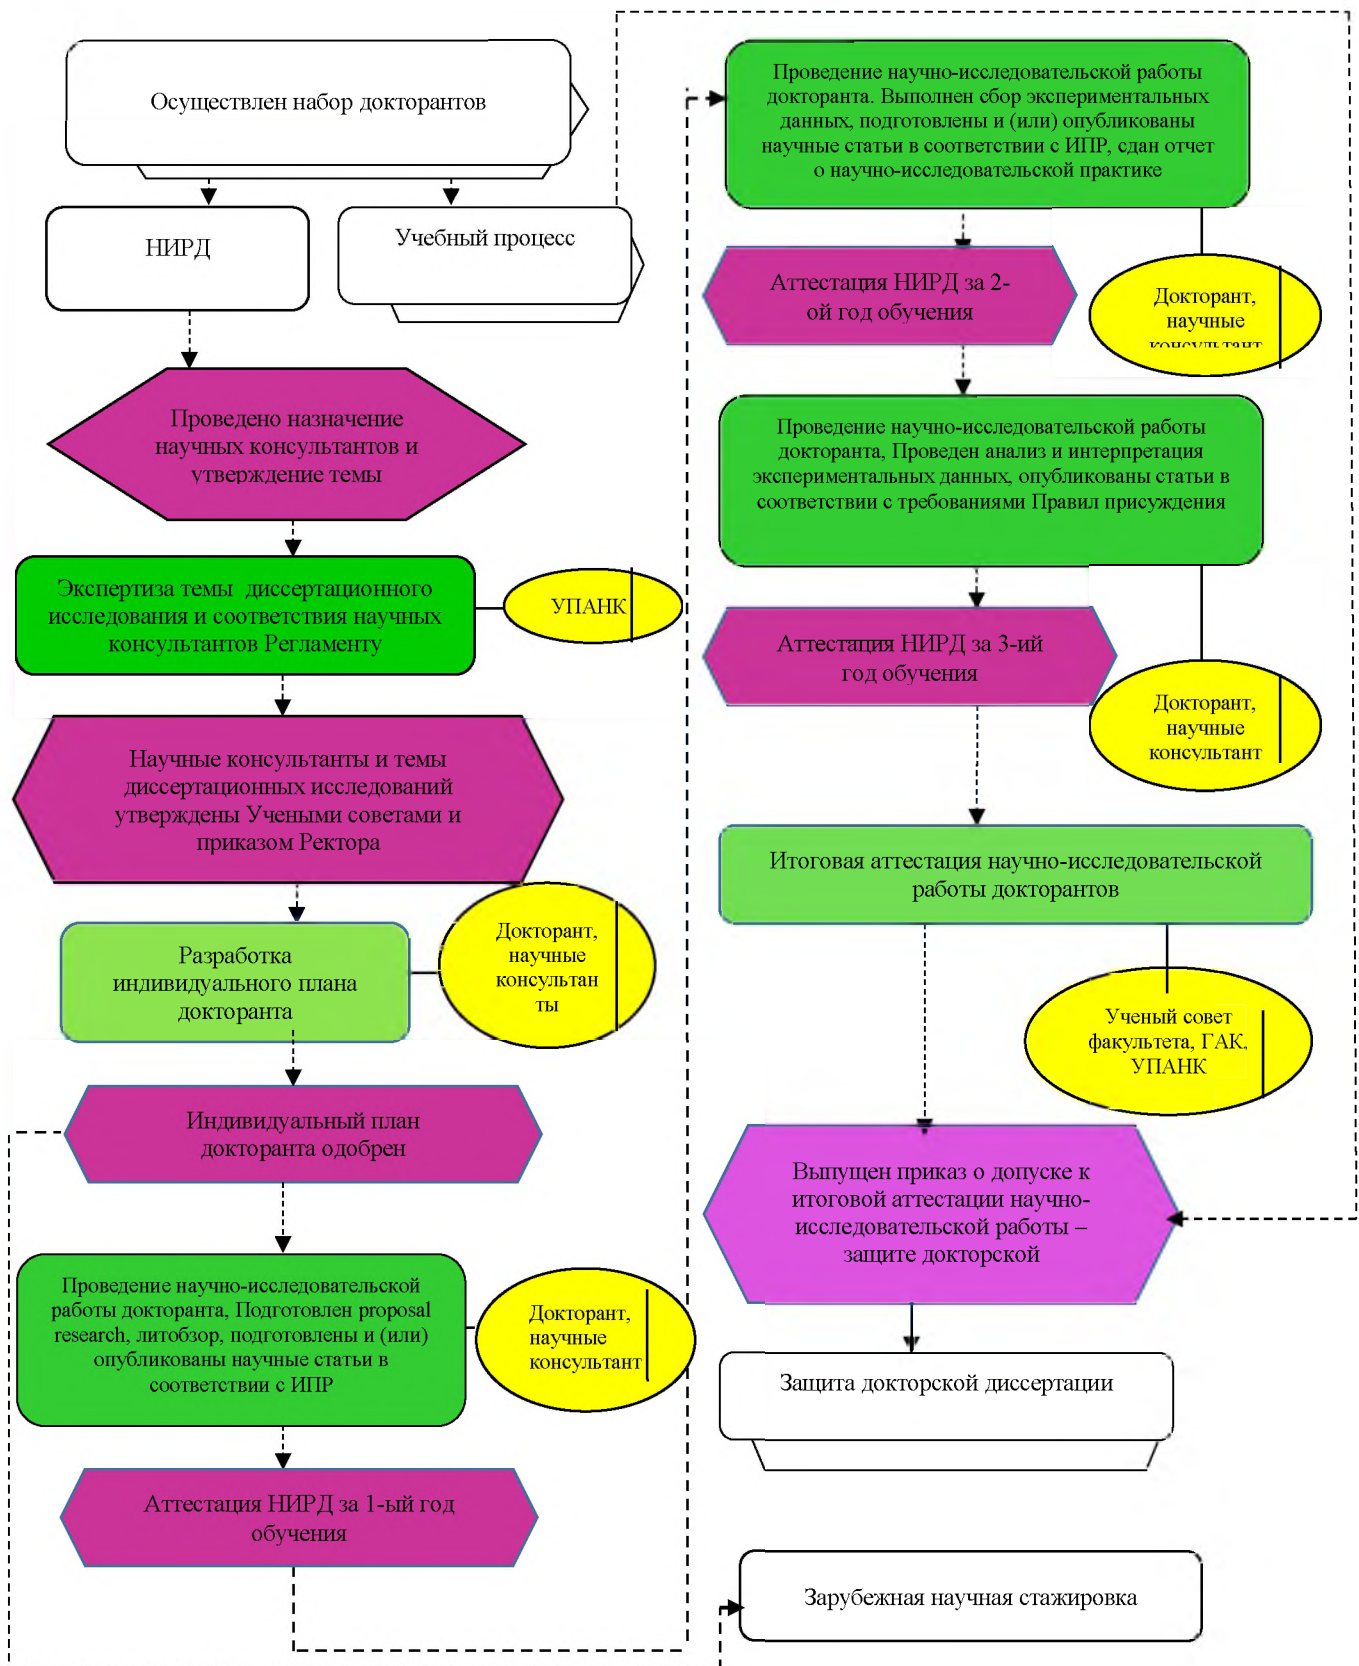 Осуществлен набор докторантов
НИРД
Учебный процесс
Проведено назначение
научных консультантов и
утверждение темы
Экспертиза темы диссертационного
исследования и соответствия научных
консультантов Регламенту
УПАНК
Научные консультанты и темы
диссертационных исследований
утверждены Учеными советами и
приказом Ректора
Разработка
индивидуального плана
докторанта
Докторант,
научные
консультан
ты
Индивидуальный план
докторанта одобрен
Проведение научно-исследовательской
работы докторанта, Подготовлен proposal
research, литобзор, подготовлены и (или)
опубликованы научные статьи в
соответствии с ИПР
Докторант,
научные
консультант
Аттестация НИРД за 1-ый год
обучения
Проведение научно-исследовательской работы
докторанта. Выполнен сбор экспериментальных
данных, подготовлены и (или) опубликованы
научные статьи в соответствии с ИПР, сдан отчет
о научно-исследовательской практике
Аттестация НИРД за 2-
ой год обучения
Докторант,
научные
консультант
Проведение научно-исследовательской работы
докторанта, Проведен анализ и интерпретация
экспериментальных данных, опубликованы статьи в
соответствии с требованиями Правил присуждения
Аттестация НИРД за 3-ий
год обучения
Докторант,
научные
консультант
Итоговая аттестация научно-исследовательской
работы докторантов
Ученый совет
факультета, ГАК,
УПАНК
Выпущен приказ о допуске к
итоговой аттестации научно-
исследовательской работы –
защите докторской
Защита докторской диссертации
Зарубежная научная стажировка